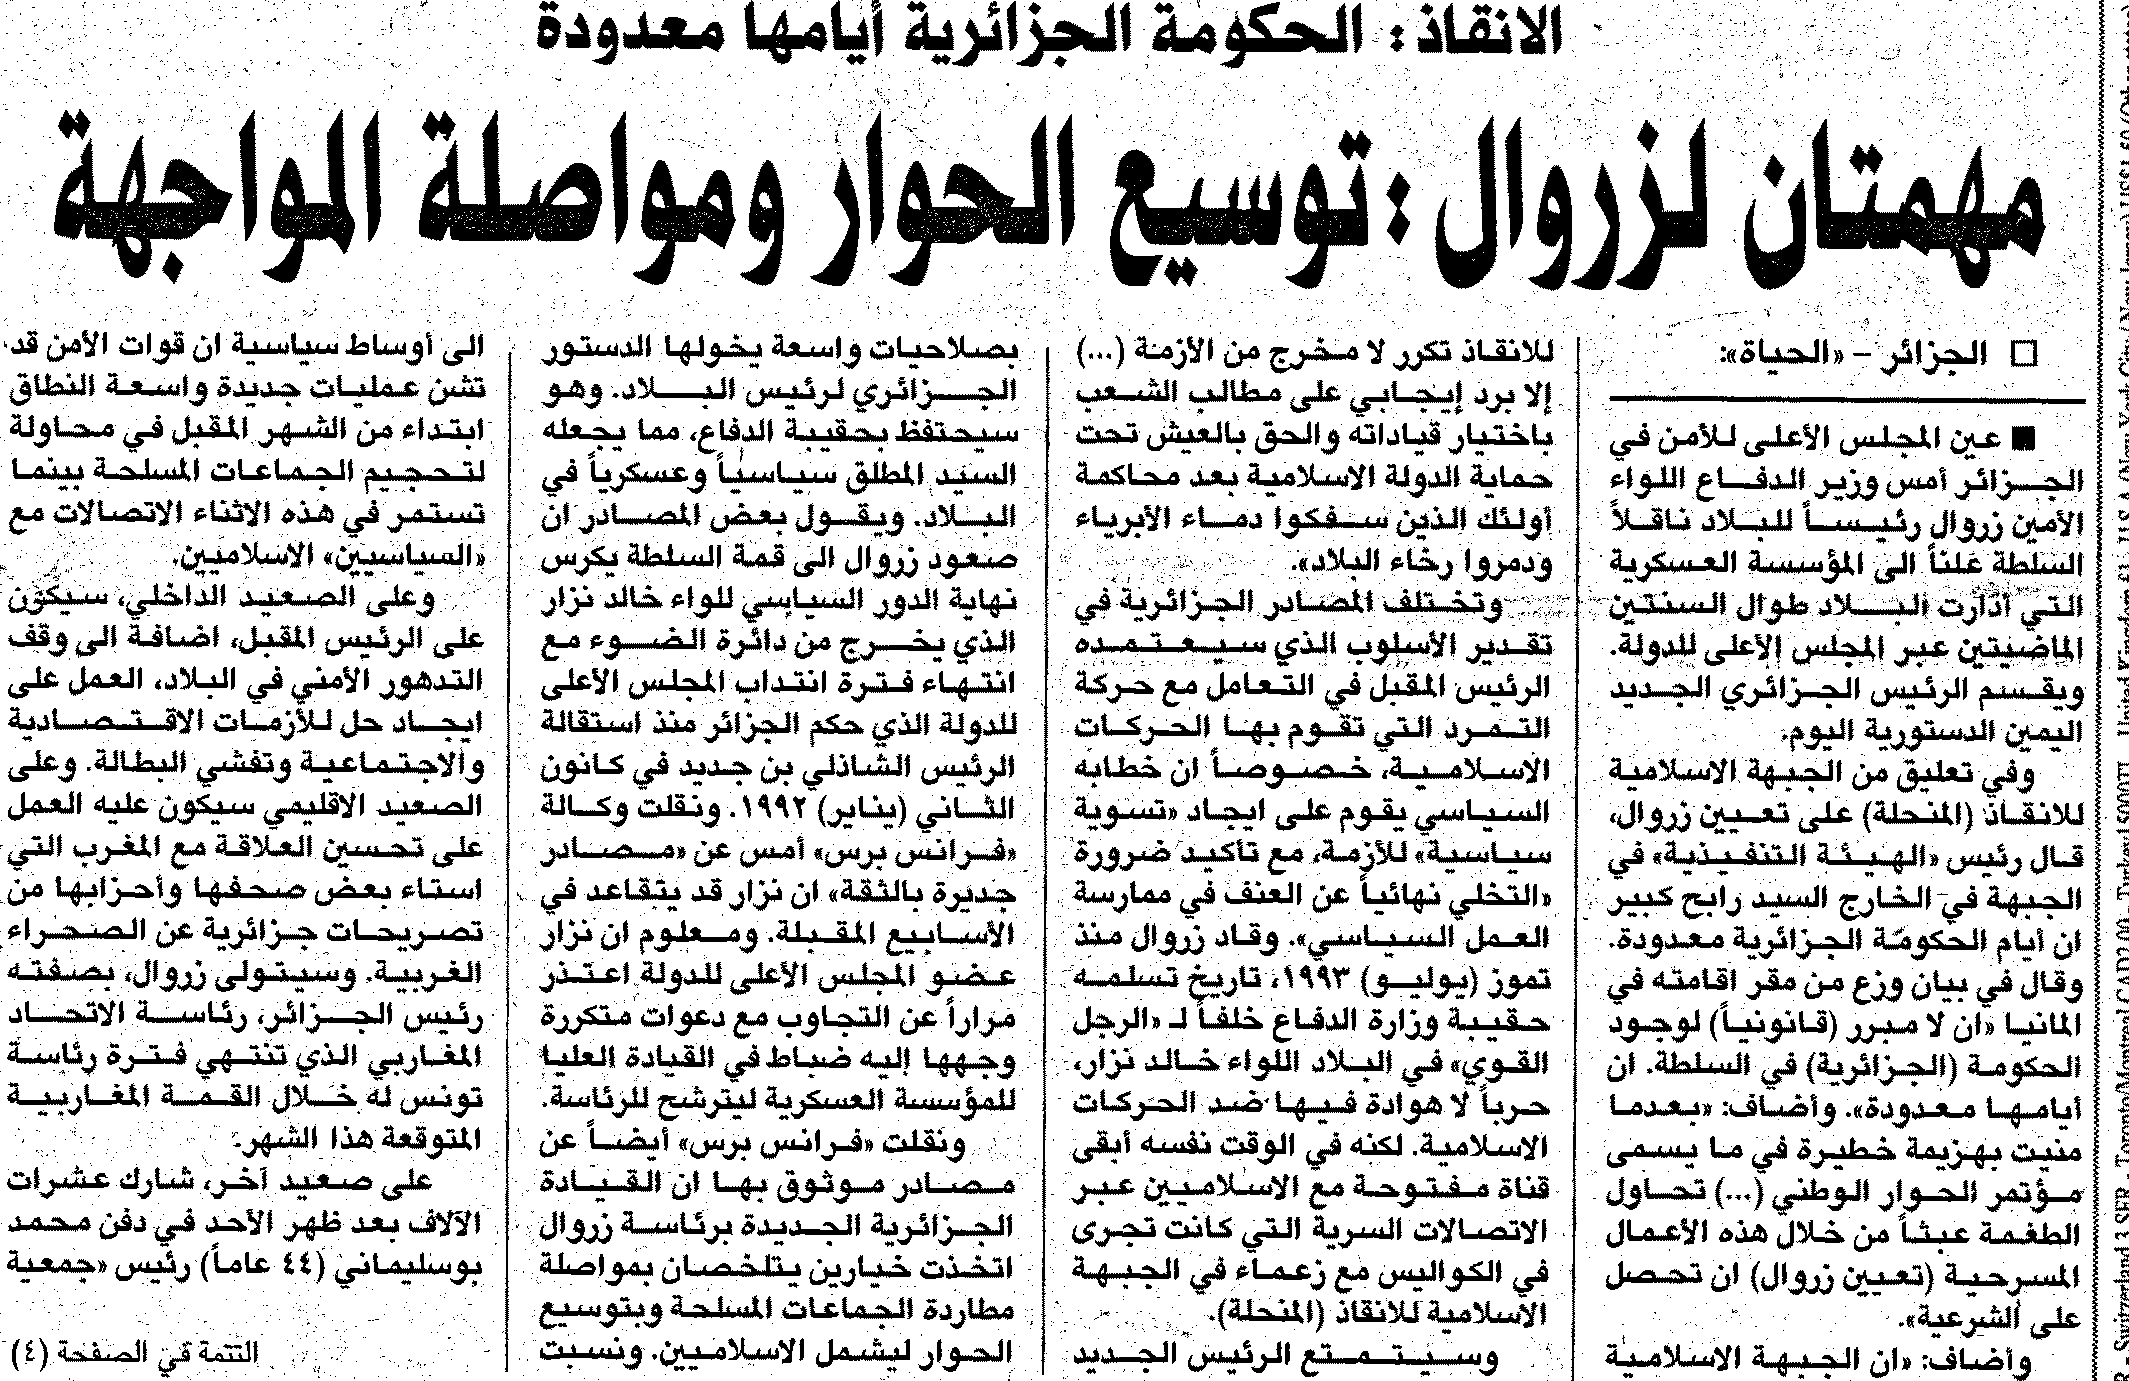 الانقاذ: الحكومة الجزائرية أيامها معدودة
مهمتان لزروال: توسيع الحوار ومواصلة المواجهة
□ الجزائر – «الحياة»:
■ عين المجلس الأعلى للأمن في
الجزائر أمس وزير الدفاع اللواء
الأمين زروال رئيساً للبلاد ناقلاً
السلطة علناً الى المؤسسة العسكرية
التي أدارت البلاد طوال السنتين
الماضيتين عبر المجلس الأعلى للدولة.
ويقسم الرئيس الجزائري الجديد
اليمين الدستورية اليوم.
وفي تعليق من الجبهة الاسلامية
للانقاذ (المنحلة) على تعيين زروال،
قال رئيس «الهيئة التنفيذية» في
الجبهة في الخارج السيد رابح كبير
ان أيام الحكومة الجزائرية معدودة.
وقال في بيان وزع من مقر اقامته في
المانيا «ان لا مبرر (قانونياً) لوجود
الحكومة (الجزائرية) في السلطة. ان
أيامها معدودة». وأضاف: «بعدما
منيت بهزيمة خطيرة في ما يسمى
مؤتمر الحوار الوطني (...) تحاول
الطغمة عبثاً من خلال هذه الأعمال
المسرحية (تعيين زروال) ان تحصل
على الشرعية».
وأضاف: «ان الجبهة الاسلامية
للانقاذ تكرر لا مخرج من الأزمة (...)
إلا برد إيجابي على مطالب الشعب
باختيار قياداته والحق بالعيش تحت
حماية الدولة الاسلامية بعد محاكمة
أولئك الذين سفكوا دماء الأبرياء
ودمروا رخاء البلاد».
وتختلف المصادر الجزائرية في
تقدير الأسلوب الذي سيعتمده
الرئيس المقبل في التعامل مع حركة
التمرد التي تقوم بها الحركات
الاسلامية، خصوصاً ان خطابه
السياسي يقوم على ايجاد «تسوية
سياسية» للأزمة، مع تأكيد ضرورة
«التخلي نهائياً عن العنف في ممارسة
العمل السياسي». وقاد زروال منذ
تموز (يوليو) ١٩٩٣، تاريخ تسلمه
حقيبة وزارة الدفاع خلفاً لـ «الرجل
القوي» في البلاد اللواء خالد نزار،
حرباً لا هوادة فيها ضد الحركات
الاسلامية. لكنه في الوقت نفسه أبقى
قناة مفتوحة مع الاسلاميين عبر
الاتصالات السرية التي كانت تجرى
في الكواليس مع زعماء في الجبهة
الاسلامية للانقاذ (المنحلة).
وسيتمتع الرئيس الجديد
بصلاحيات واسعة يخولها الدستور
الجزائري لرئيس البلاد. وهو
سيحتفظ بحقيبة الدفاع، مما يجعله
السيد المطلق سياسياً وعسكرياً في
البلاد. ويقول بعض المصادر ان
صعود زروال الى قمة السلطة يكرس
نهاية الدور السياسي للواء خالد نزار
الذي يخرج من دائرة الضوء مع
انتهاء فترة انتداب المجلس الأعلى
للدولة الذي حكم الجزائر منذ استقالة
الرئيس الشاذلي بن جديد في كانون
الثاني (يناير) ١٩٩٢. ونقلت وكالة
«فرانس برس» أمس عن «مصادر
جديرة بالثقة» ان نزار قد يتقاعد في
الأسابيع المقبلة. ومعلوم ان نزار
عضو المجلس الأعلى للدولة اعتذر
مراراً عن التجاوب مع دعوات متكررة
وجهها إليه ضباط في القيادة العليا
للمؤسسة العسكرية ليترشح للرئاسة.
ونقلت «فرانس برس» أيضاً عن
مصادر موثوق بها ان القيادة
الجزائرية الجديدة برئاسة زروال
اتخذت خيارين يتلخصان بمواصلة
مطاردة الجماعات المسلحة وبتوسيع
الحوار ليشمل الاسلاميين. ونسبت
الى أوساط سياسية ان قوات الأمن قد
تشن عمليات جديدة واسعة النطاق
ابتداء من الشهر المقبل في محاولة
لتحجيم الجماعات المسلحة بينما
تستمر في هذه الاثناء الاتصالات مع
«السياسيين» الاسلاميين.
وعلى الصعيد الداخلي، سيكون
على الرئيس المقبل، اضافة الى وقف
التدهور الأمني في البلاد، العمل على
ايجاد حل للأزمات الاقتصادية
والاجتماعية وتفشي البطالة. وعلى
الصعيد الاقليمي سيكون عليه العمل
على تحسين العلاقة مع المغرب التي
استاء بعض صحفها وأحزابها من
تصريحات جزائرية عن الصحراء
الغربية. وسيتولى زروال، بصفته
رئيس الجزائر، رئاسة الاتحاد
المغاربي الذي تنتهي فترة رئاسة
تونس له خلال القمة المغاربية
المتوقعة هذا الشهر.
على صعيد آخر، شارك عشرات
الآلاف بعد ظهر الأحد في دفن محمد
بوسليماني (٤٤ عاماً) رئيس «جمعية
التتمة في الصفحة (٤)